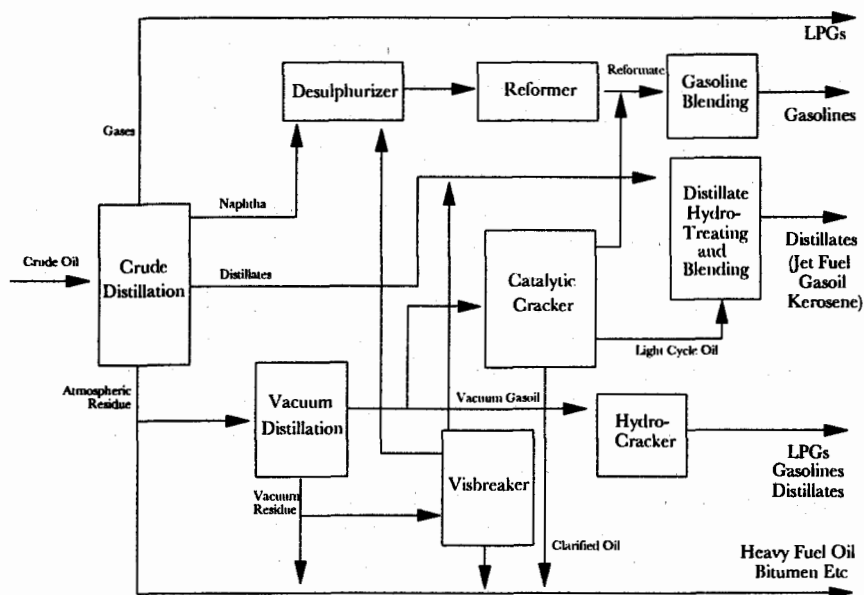 LPGs
Desulphurizer
Reformer
Reformate
Gasoline
Blending
Gasolines
Gases
Naphtha
Crude Oil
Crude
Distillation
Distillates
Catalytic
Cracker
Distillate
Hydro-
Treating
and
Blending
Distillates
(Jet Fuel
Gasoil
Kerosene)
Light Cycle Oil
Atmospheric
Residue
Vacuum
Distillation
Vacuum Gasoil
Hydro-
Cracker
LPGs
Gasolines
Distillates
Vacuum
Residue
Visbreaker
Clarified Oil
Heavy Fuel Oil
Bitumen Etc